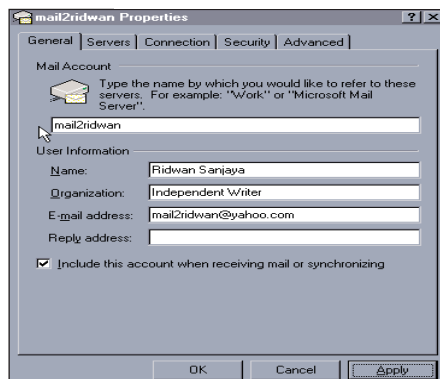 mail2ridwan Properties
General Servers Connection Security Advanced
Mail Account
Type the name by which you would like to refer to these
servers. For example: "Work" or "Microsoft Mail
Server".
mail2ridwan
User Information
Name: Ridwan Sanjaya
Organization: Independent Writer
E-mail address: mail2ridwan@yahoo.com
Reply address:
Include this account when receiving mail or synchronizing
OK Cancel Apply